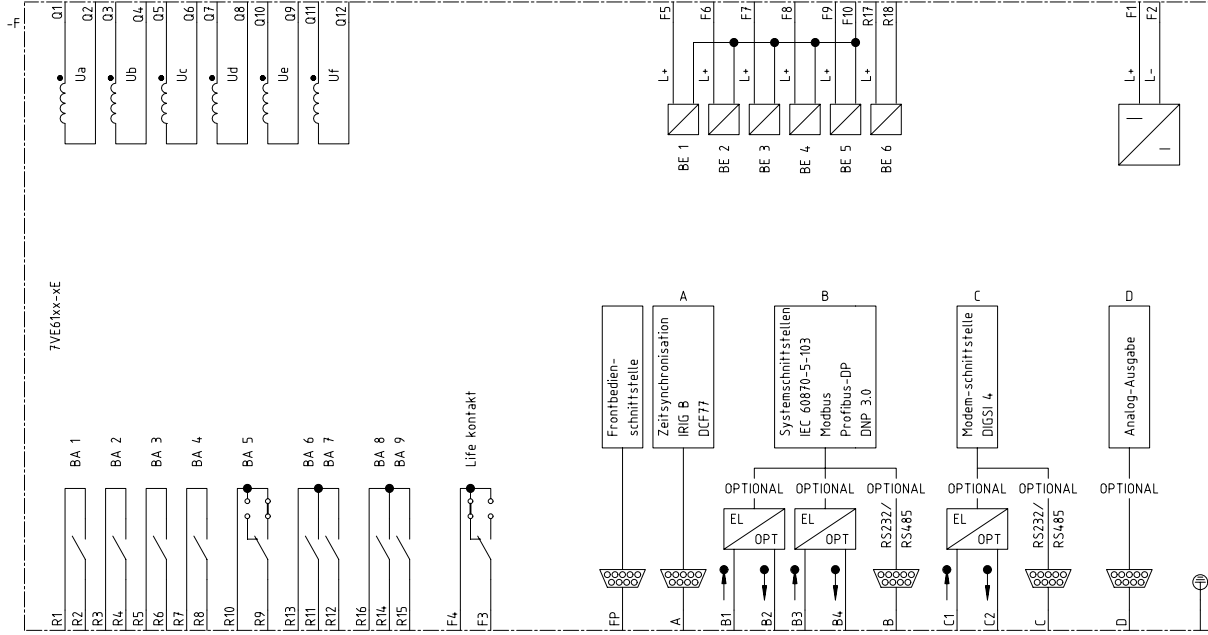 -F
Q1
Q2
Q3
Q4
Q5
Q6
Q7
Q8
Q10
Q9
Q11
Q12
F5
F6
F7
F8
F9
F10
R17
R18
F1
F2
Ua
Ub
Uc
Ud
Ue
Uf
L+
L+
L+
L+
L+
L+
L+
L-
BE 1
BE 2
BE 3
BE 4
BE 5
BE 6
7VE61xx-xE
A
B
C
D
Frontbedien-
schnittstelle
Zeitsynchronisation
IRIG B
DCF77
Systemschnittstellen
IEC 60870-5-103
Modbus
Profibus-DP
DNP 3.0
Modem-schnittstelle
DIGSI 4
Analog-Ausgabe
BA 1
BA 2
BA 3
BA 4
BA 5
BA 6
BA 7
BA 8
BA 9
Life kontakt
OPTIONAL
OPTIONAL
OPTIONAL
OPTIONAL
OPTIONAL
OPTIONAL
EL
OPT
EL
OPT
RS232/
RS485
EL
OPT
RS232/
RS485
R1
R2
R3
R4
R5
R6
R7
R8
R10
R9
R13
R11
R12
R16
R14
R15
F4
F3
FP
A
B1
B2
B3
B4
B
C1
C2
C
D